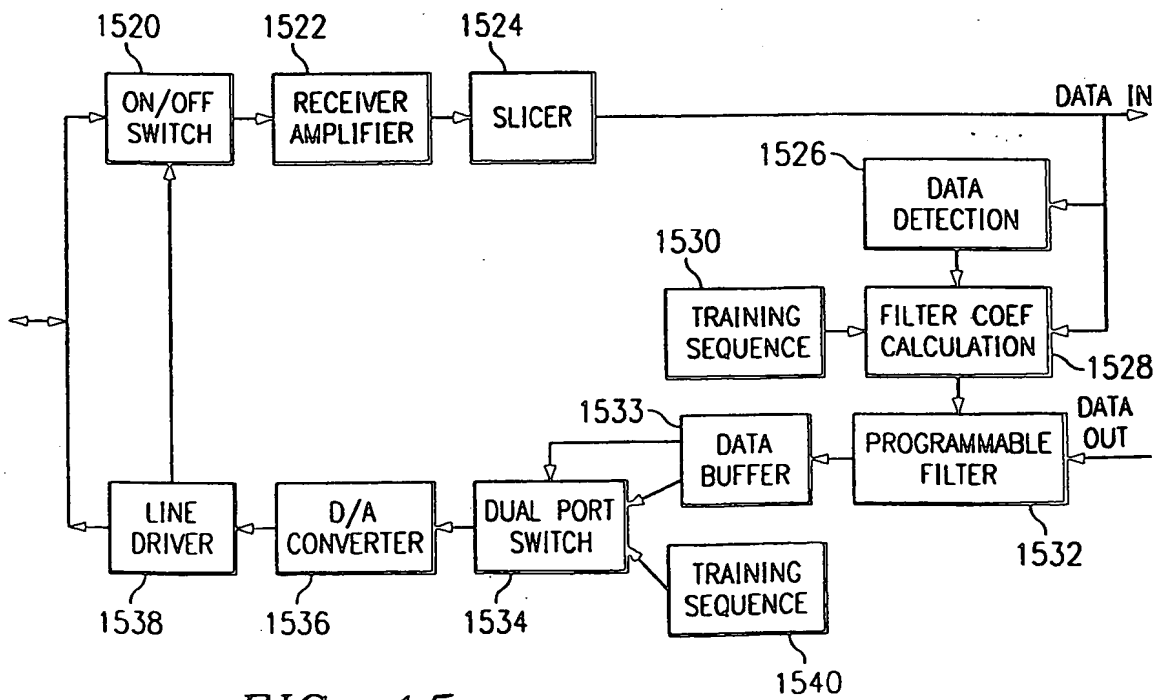 1520
1522
1524
ON/OFF
SWITCH
RECEIVER
AMPLIFIER
SLICER
DATA IN
1526
DATA
DETECTION
1530
TRAINING
SEQUENCE
FILTER COEF
CALCULATION
1528
1533
DATA
OUT
DATA
BUFFER
PROGRAMMABLE
FILTER
1532
LINE
DRIVER
D/A
CONVERTER
DUAL PORT
SWITCH
TRAINING
SEQUENCE
1538
1536
1534
1540